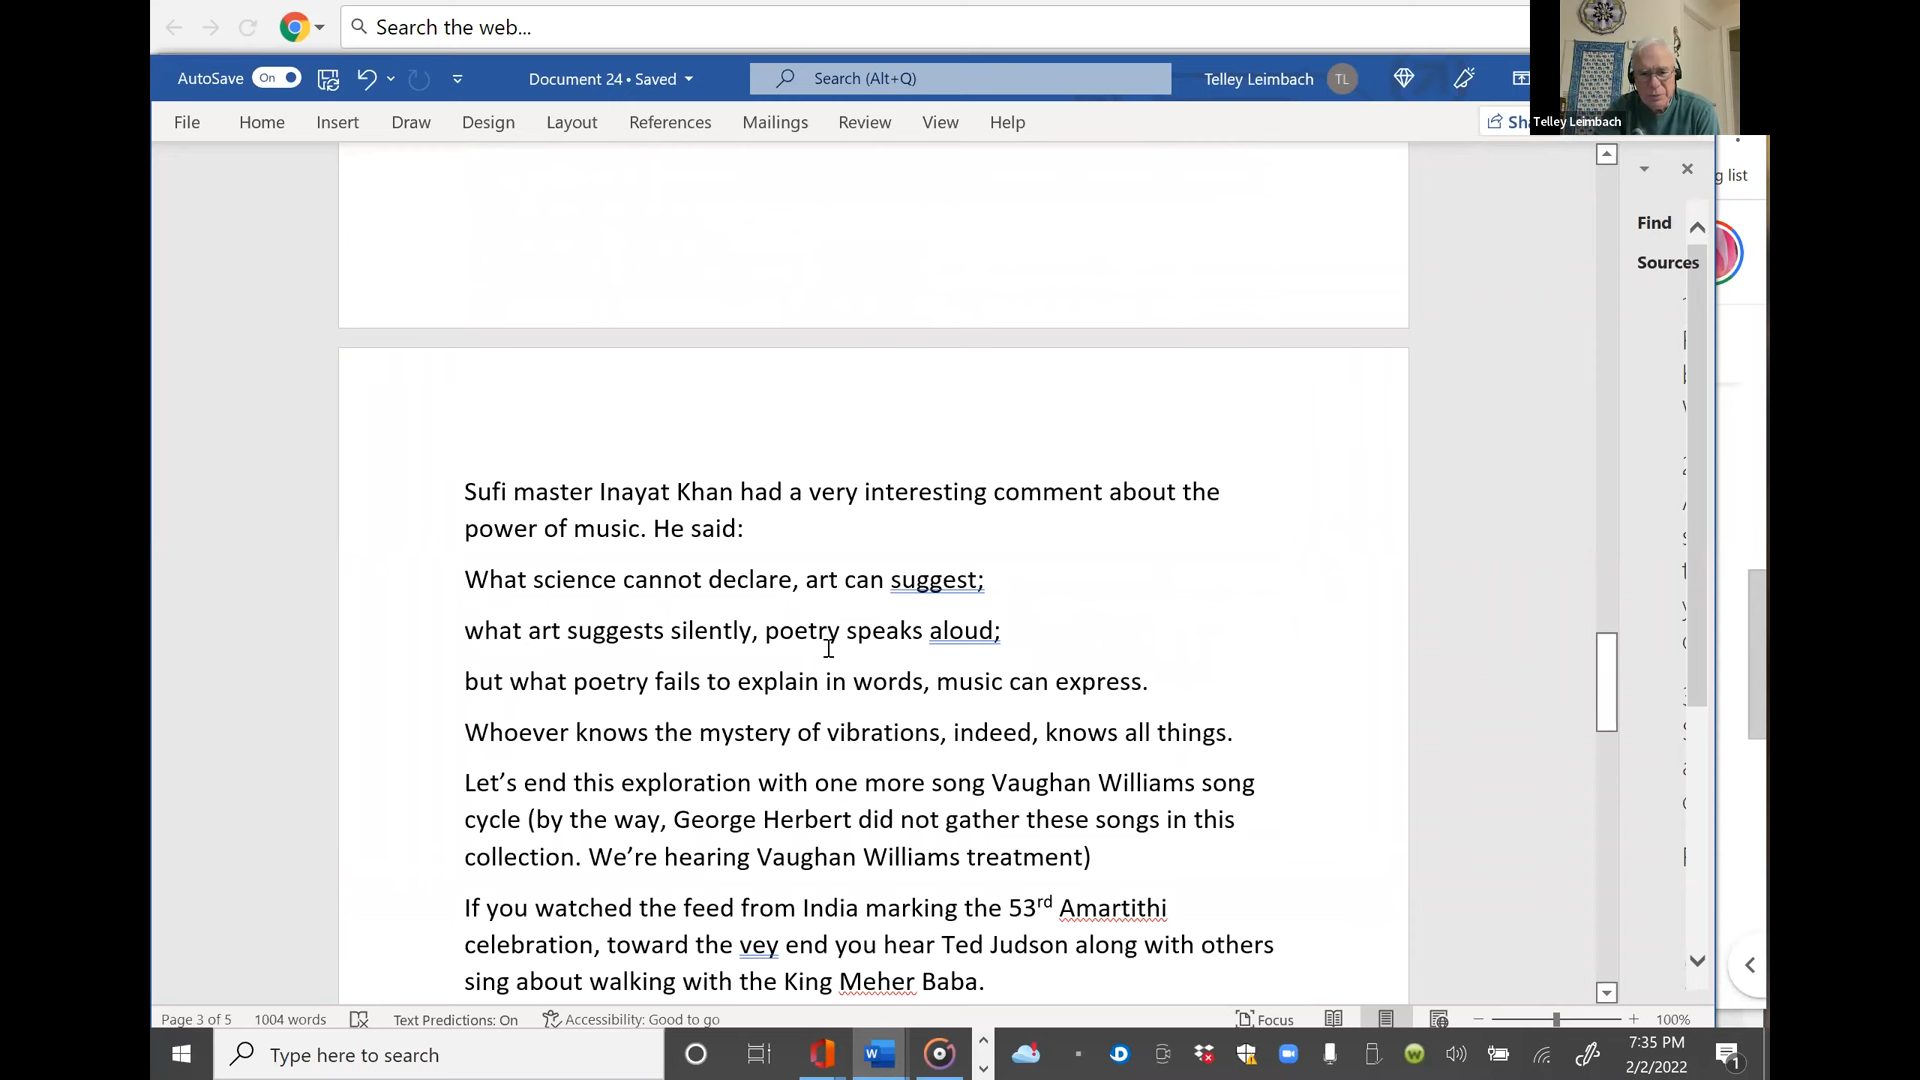 Search the web...
AutoSave On Document 24 • Saved Search (Alt+Q) Telley Leimbach TL
File Home Insert Draw Design Layout References Mailings Review View Help Sh
Telley Leimbach
g list
Find
Sources
Sufi master Inayat Khan had a very interesting comment about the
power of music. He said:
What science cannot declare, art can suggest;
what art suggests silently, poetry speaks aloud;
but what poetry fails to explain in words, music can express.
Whoever knows the mystery of vibrations, indeed, knows all things.
Let’s end this exploration with one more song Vaughan Williams song
cycle (by the way, George Herbert did not gather these songs in this
collection. We’re hearing Vaughan Williams treatment)
If you watched the feed from India marking the 53rd Amartithi
celebration, toward the vey end you hear Ted Judson along with others
sing about walking with the King Meher Baba.
Page 3 of 5 1004 words Text Predictions: On Accessibility: Good to go Focus 100%
Type here to search 7:35 PM
2/2/2022 1